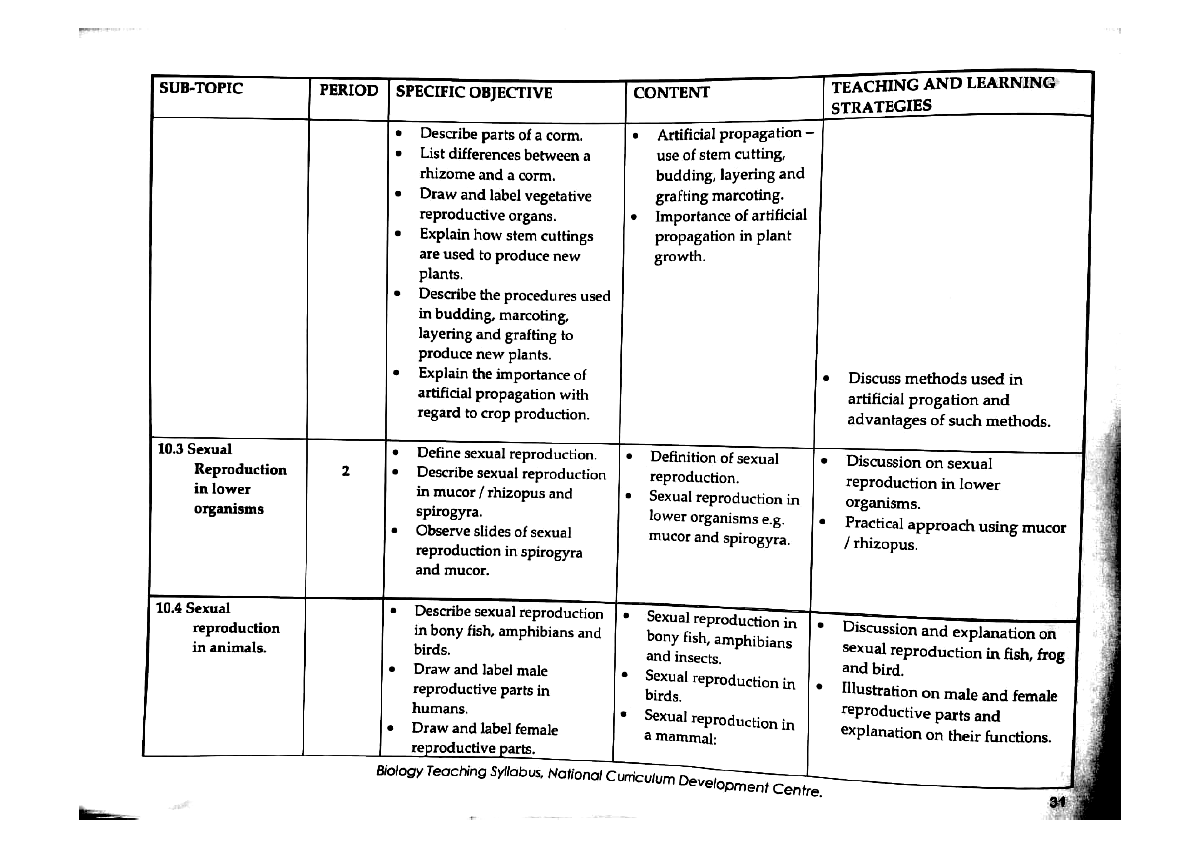 SUB-TOPIC
PERIOD
SPECIFIC OBJECTIVE
CONTENT
TEACHING AND LEARNING
STRATEGIES
• Describe parts of a corm.
• List differences between a
rhizome and a corm.
• Draw and label vegetative
reproductive organs.
• Explain how stem cuttings
are used to produce new
plants.
• Describe the procedures used
in budding, marcoting,
layering and grafting to
produce new plants.
• Explain the importance of
artificial propagation with
regard to crop production.
• Artificial propagation –
use of stem cutting,
budding, layering and
grafting marcoting.
• Importance of artificial
propagation in plant
growth.
• Discuss methods used in
artificial progation and
advantages of such methods.
10.3 Sexual
Reproduction
in lower
organisms
2
• Define sexual reproduction.
• Describe sexual reproduction
in mucor / rhizopus and
spirogyra.
• Observe slides of sexual
reproduction in spirogyra
and mucor.
• Definition of sexual
reproduction.
• Sexual reproduction in
lower organisms e.g.
mucor and spirogyra.
• Discussion on sexual
reproduction in lower
organisms.
• Practical approach using mucor
/ rhizopus.
10.4 Sexual
reproduction
in animals.
• Describe sexual reproduction
in bony fish, amphibians and
birds.
• Draw and label male
reproductive parts in
humans.
• Draw and label female
reproductive parts.
• Sexual reproduction in
bony fish, amphibians
and insects.
• Sexual reproduction in
birds.
• Sexual reproduction in
a mammal:
• Discussion and explanation on
sexual reproduction in fish, frog
and bird.
• Illustration on male and female
reproductive parts and
explanation on their functions.
Biology Teaching Syllabus, National Curriculum Development Centre.
31